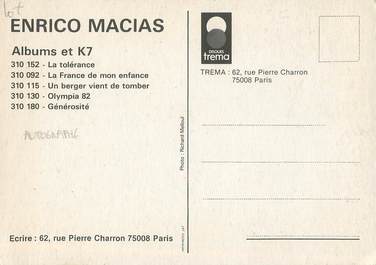 Lot
ENRICO MACIAS
Albums et K7
310 152 - La tolérance
310 092 - La France de mon enfance
310 115 - Un berger vient de tomber
310 130 - Olympia 82
310 180 - Générosité
AUTOGRAPHE
Ecrire : 62, rue Pierre Charron 75008 Paris
Photo : Richard Melloul
DISQUES
trema
TREMA : 62, rue Pierre Charron
75008 Paris